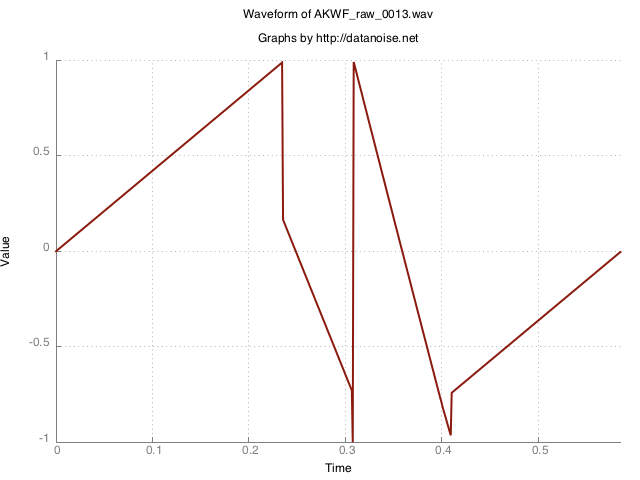 Waveform of AKWF_raw_0013.wav
Graphs by http://datanoise.net
1
0.5
0
-0.5
-1
Value
0 0.1 0.2 0.3 0.4 0.5
Time